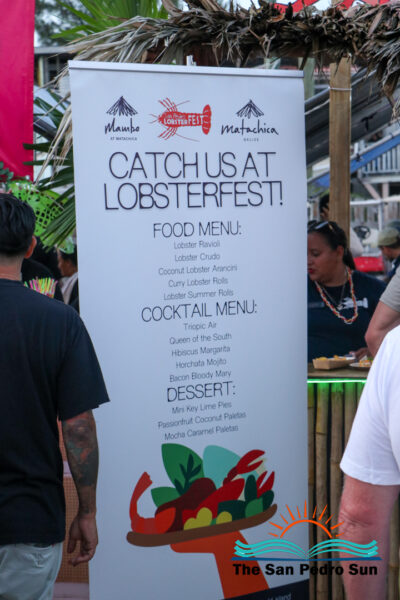 Mambo
AT MATACHICA
LOBSTERFEST
Matachica
BELIZE
CATCH US AT
LOBSTERFEST!
FOOD MENU:
Lobster Ravioli
Lobster Crudo
Coconut Lobster Arancini
Curry Lobster Rolls
Lobster Summer Rolls
COCKTAIL MENU:
Triopic Air
Queen of the South
Hibiscus Margarita
Horchata Mojito
Bacon Bloody Mary
DESSERT:
Mini Key Lime Pies
Passionfruit Coconut Paletas
Mocha Caramel Paletas
The San Pedro Sun